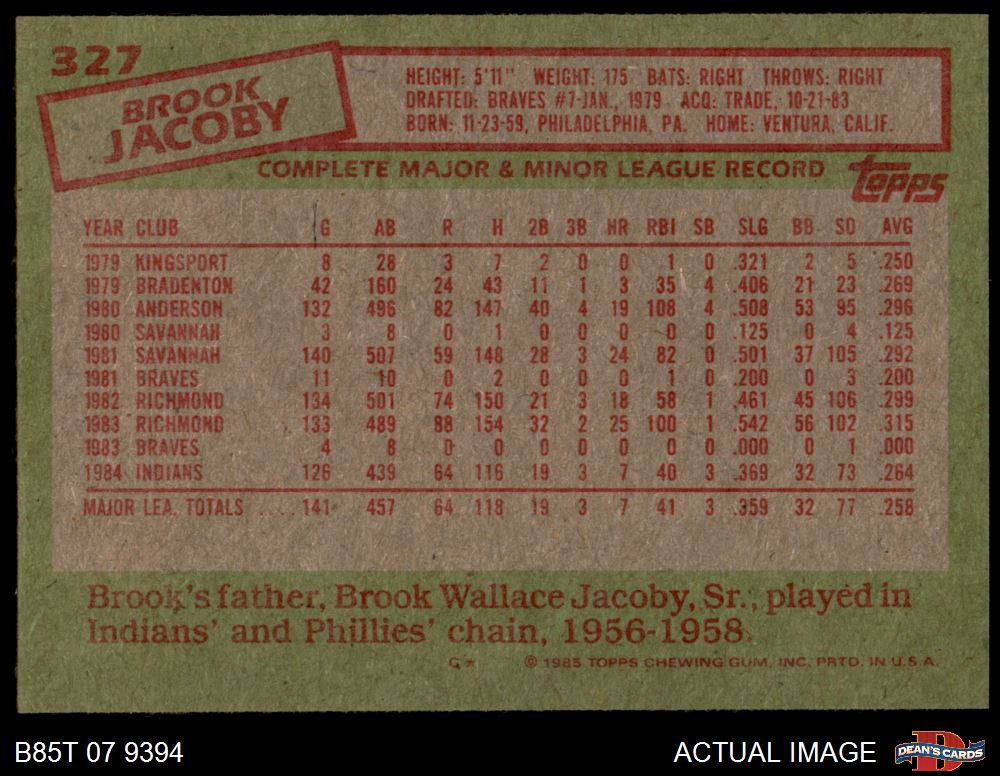 327
BROOK
JACOBY
HEIGHT: 5'11" WEIGHT: 175 BATS: RIGHT THROWS: RIGHT
DRAFTED: BRAVES #7-JAN., 1979 ACQ: TRADE, 10-21-83
BORN: 11-23-59, PHILADELPHIA, PA. HOME: VENTURA, CALIF.
COMPLETE MAJOR & MINOR LEAGUE RECORD
topps
YEAR CLUB G AB R H 2B 3B HR RBI SB SLG BB SO AVG
1979 KINGSPORT 8 28 3 7 2 0 0 1 0 .321 2 5 .250
1979 BRADENTON 42 160 24 43 11 1 3 35 4 .406 21 23 .269
1980 ANDERSON 132 496 82 147 40 4 19 108 4 .508 53 95 .296
1980 SAVANNAH 3 8 0 1 0 0 0 0 0 .125 0 4 .125
1981 SAVANNAH 140 507 59 148 28 3 24 82 0 .501 37 105 .292
1981 BRAVES 11 10 0 2 0 0 0 1 0 .200 0 3 .200
1982 RICHMOND 134 501 74 150 21 3 18 58 1 .461 45 106 .299
1983 RICHMOND 133 489 88 154 32 2 25 100 1 .542 56 102 .315
1983 BRAVES 4 8 0 0 0 0 0 0 0 .000 0 1 .000
1984 INDIANS 126 439 64 116 19 3 7 40 3 .369 32 73 .264
MAJOR LEA. TOTALS .... 141 457 64 118 19 3 7 41 3 .359 32 77 .258
Brook's father, Brook Wallace Jacoby, Sr., played in
Indians' and Phillies' chain, 1956-1958.
G* © 1985 TOPPS CHEWING GUM, INC. PRTD. IN U.S.A.
B85T 07 9394
ACTUAL IMAGE
DEAN'S CARDS